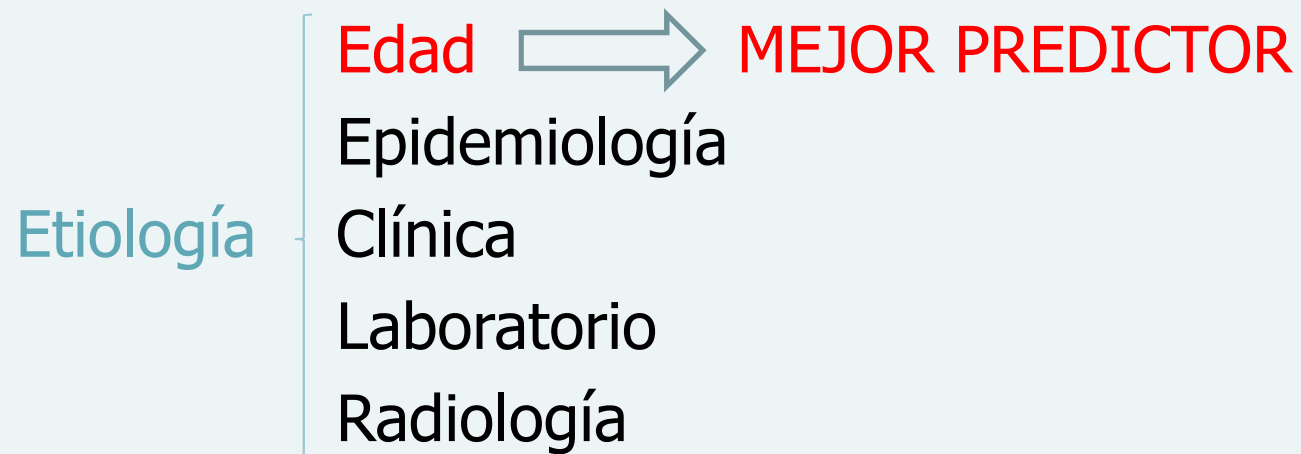 Edad MEJOR PREDICTOR
Epidemiología
Etiología Clínica
Laboratorio
Radiología